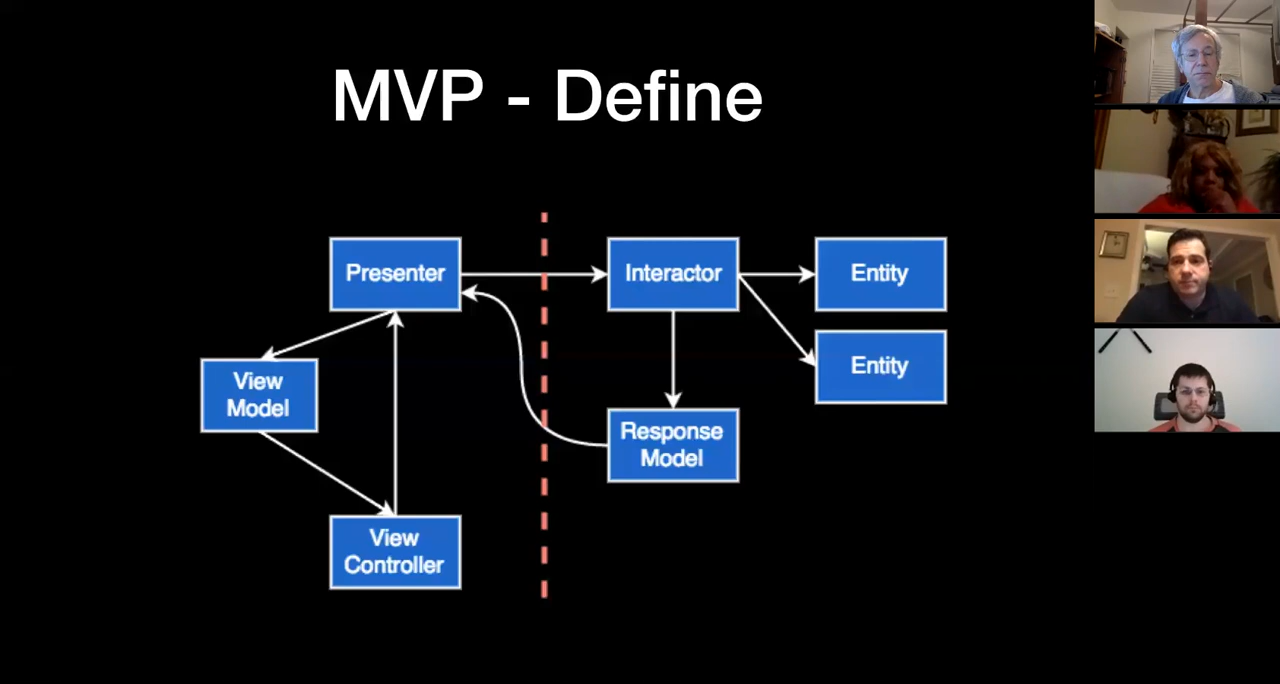 MVP - Define
Presenter
Interactor
Entity
Entity
View
Model
Response
Model
View
Controller